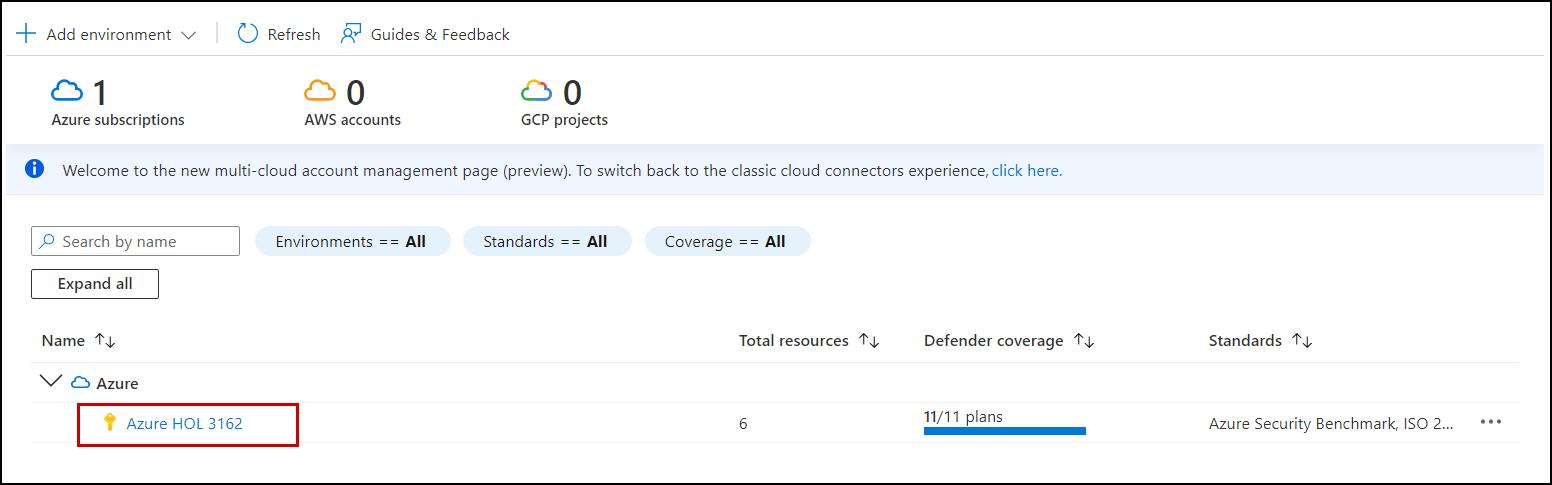 Add environment Refresh Guides & Feedback
1 0 0
Azure subscriptions AWS accounts GCP projects
Welcome to the new multi-cloud account management page (preview). To switch back to the classic cloud connectors experience, click here.
Search by name Environments == All Standards == All Coverage == All
Expand all
Name Total resources Defender coverage Standards
Azure
Azure HOL 3162 6 11/11 plans Azure Security Benchmark, ISO 2...